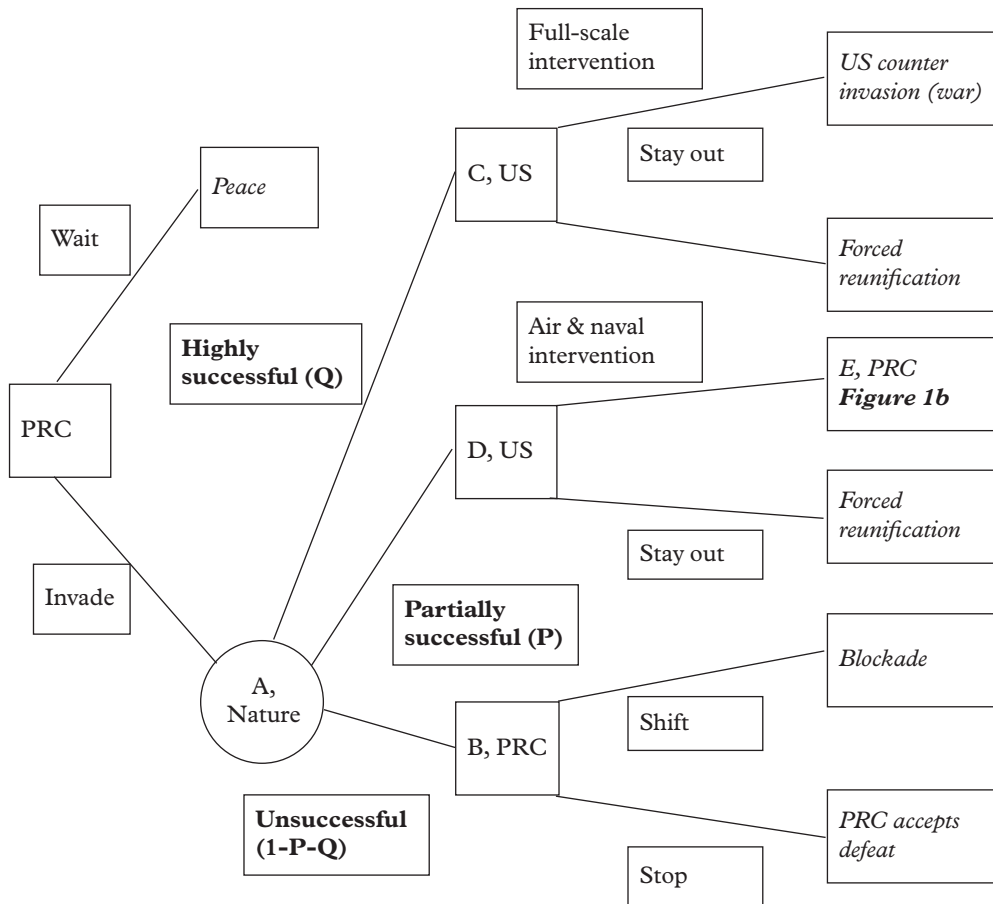 Full-scale
intervention
US counter
invasion (war)
Stay out
C, US
Peace
Wait
Forced
reunification
Air & naval
intervention
Highly
successful (Q)
E, PRC
Figure 1b
PRC
D, US
Forced
reunification
Stay out
Invade
Partially
successful (P)
A,
Nature
Blockade
Shift
B, PRC
Unsuccessful
(1-P-Q)
PRC accepts
defeat
Stop